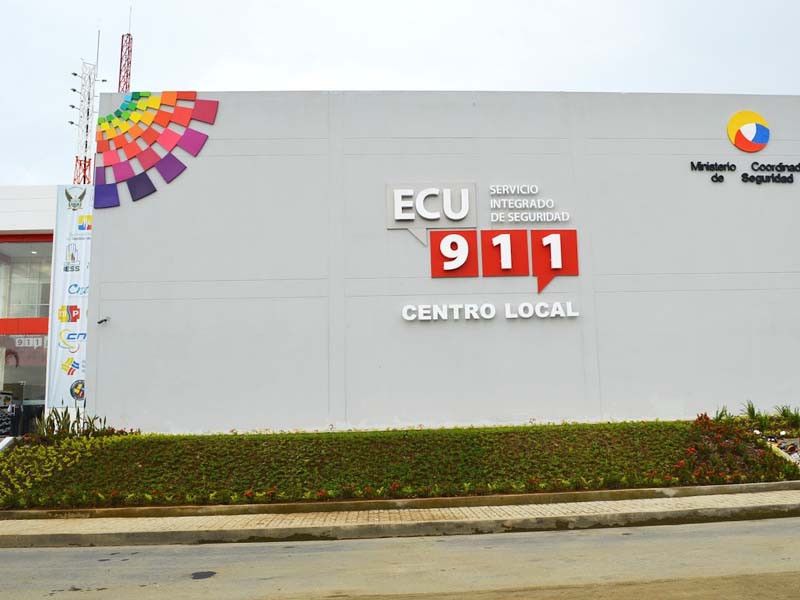 ECU
SERVICIO
INTEGRADO
DE SEGURIDAD
911
CENTRO LOCAL
Ministerio Coordinad
de Seguridad
IESS
911